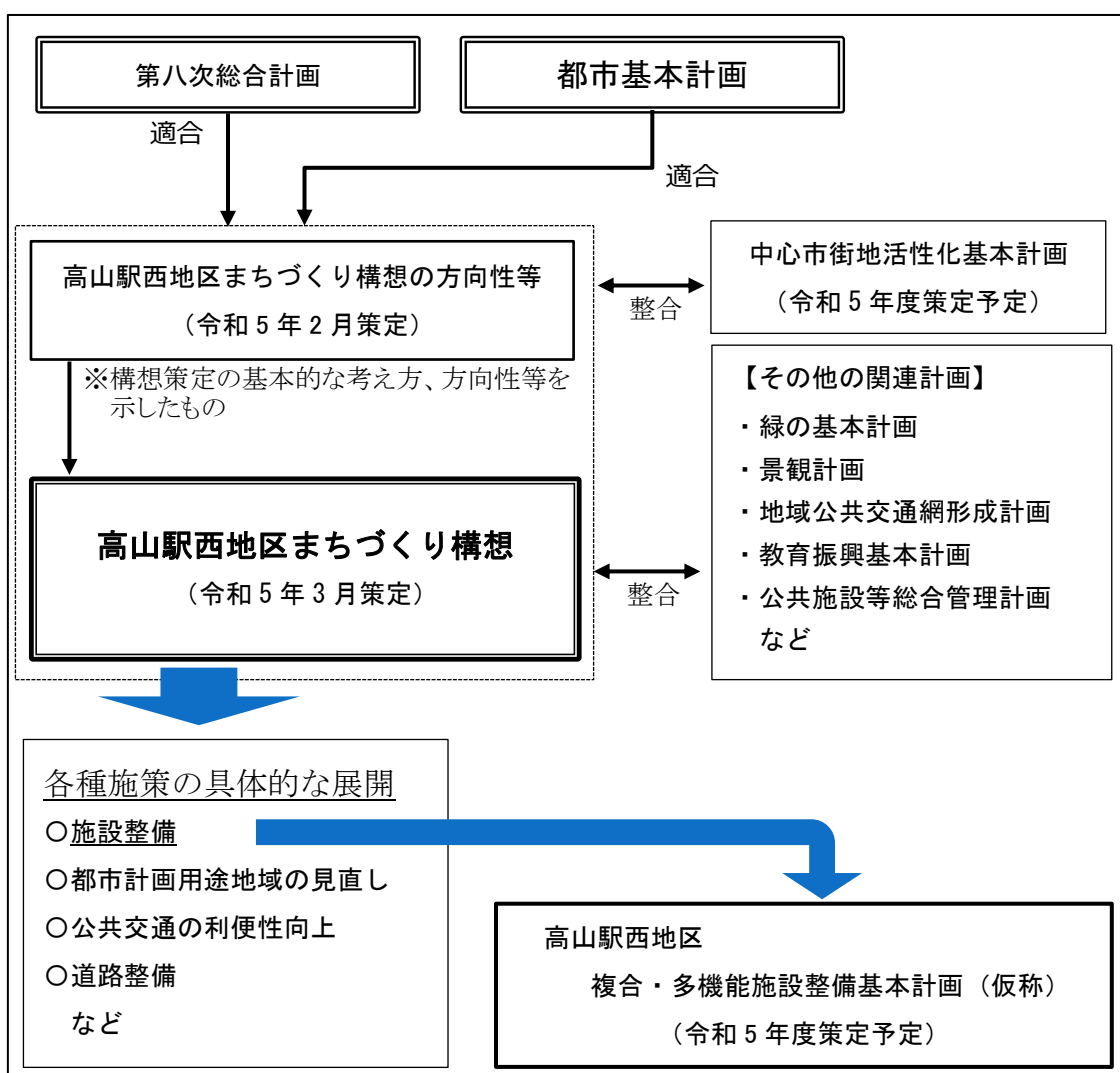 第八次総合計画
都市基本計画
適合
適合
高山駅西地区まちづくり構想の方向性等
（令和5年2月策定）
整合
中心市街地活性化基本計画
（令和5年度策定予定）
※構想策定の基本的な考え方、方向性等を
示したもの
高山駅西地区まちづくり構想
（令和5年3月策定）
整合
【その他の関連計画】
・緑の基本計画
・景観計画
・地域公共交通網形成計画
・教育振興基本計画
・公共施設等総合管理計画
など
各種施策の具体的な展開
〇施設整備
〇都市計画用途地域の見直し
〇公共交通の利便性向上
〇道路整備
など
高山駅西地区
複合・多機能施設整備基本計画（仮称）
（令和5年度策定予定）